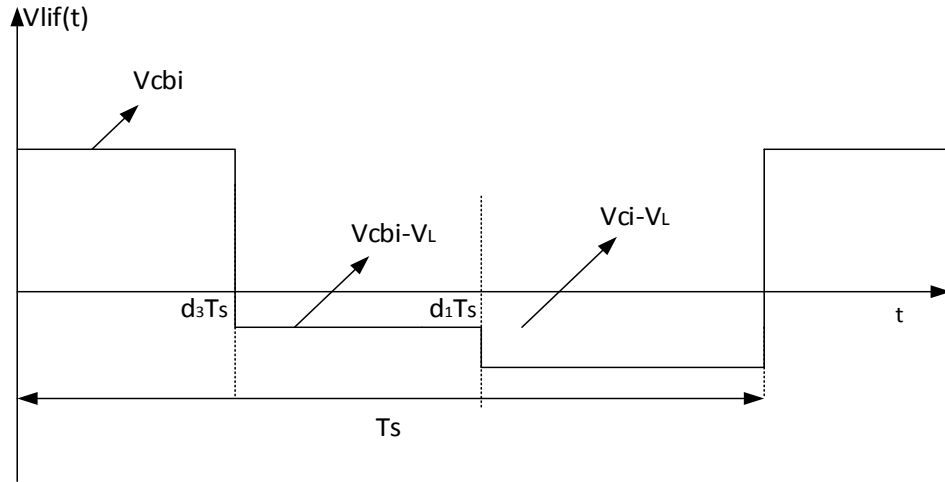 Vlif(t)
Vcbi
Vcbi-VL
Vci-VL
d3Ts
d1Ts
t
Ts